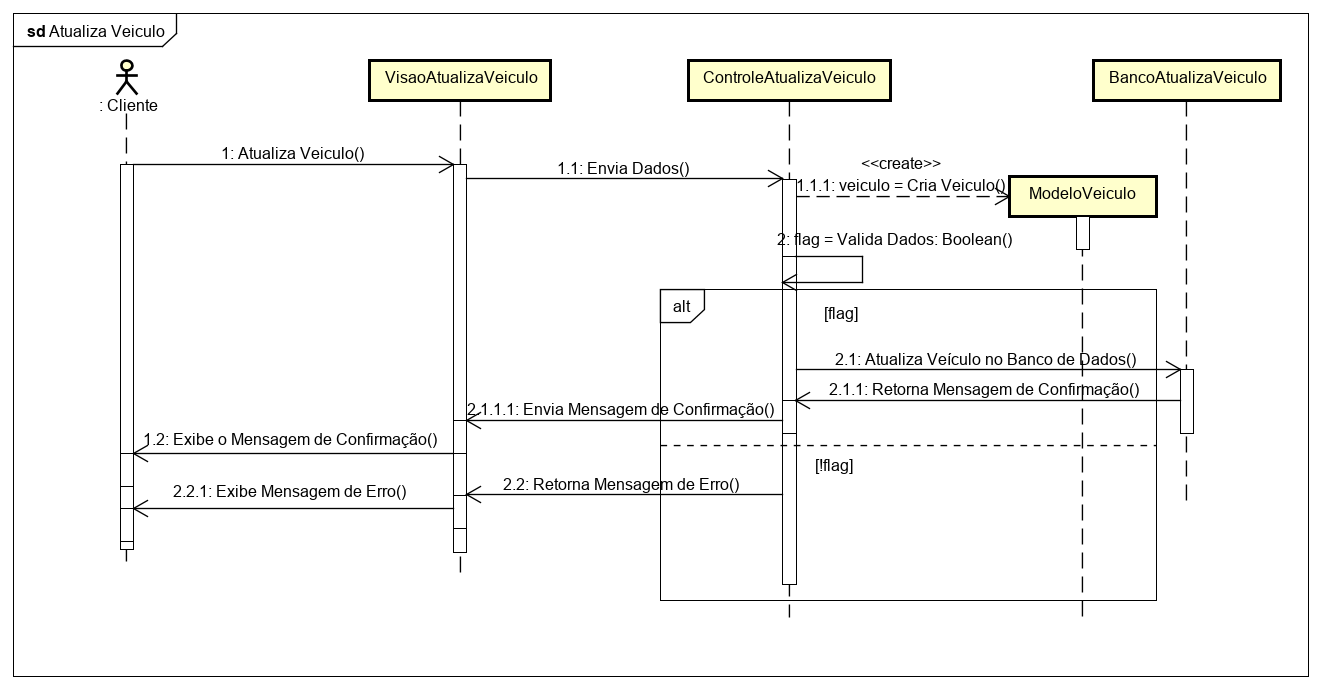 sd Atualiza Veiculo
: Cliente
VisaoAtualizaVeiculo
ControleAtualizaVeiculo
BancoAtualizaVeiculo
1: Atualiza Veiculo()
1.1: Envia Dados()
<<create>>
1.1.1: veiculo = Cria Veiculo()
ModeloVeiculo
2: flag = Valida Dados: Boolean()
alt
[flag]
2.1: Atualiza Veículo no Banco de Dados()
2.1.1: Retorna Mensagem de Confirmação()
2.1.1.1: Envia Mensagem de Confirmação()
1.2: Exibe o Mensagem de Confirmação()
[!flag]
2.2: Retorna Mensagem de Erro()
2.2.1: Exibe Mensagem de Erro()